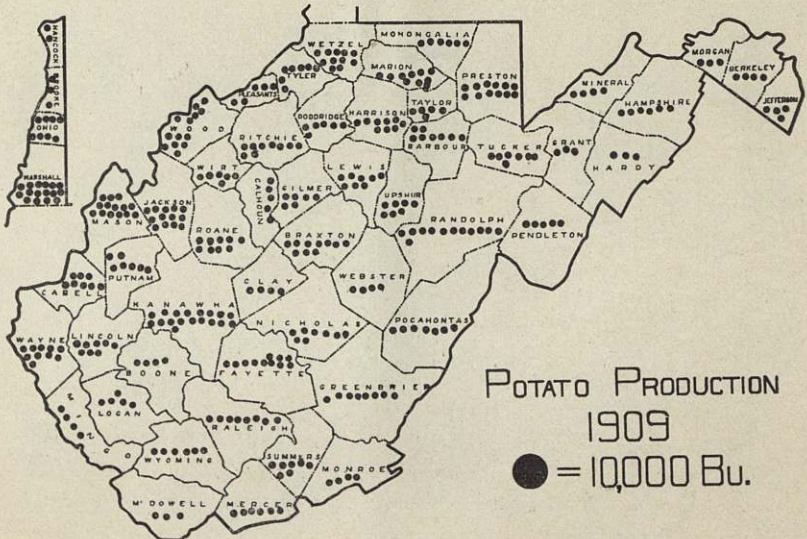 HANCOCK
BROOKE
OHIO
MARSHALL
WETZEL
MONONGALIA
MARION
PRESTON
TYLER
PLEASANTS
TAYLOR
DODDRIDGE
HARRISON
WOOD
RITCHIE
BARBOUR
TUCKER
MINERAL
HAMPSHIRE
MORGAN
BERKELEY
JEFFERSON
GRANT
HARDY
WIRT
CALHOUN
GILMER
LEWIS
UPSHUR
RANDOLPH
PENDLETON
MASON
JACKSON
ROANE
BRAXTON
WEBSTER
PUTNAM
CABELL
KANAWHA
CLAY
NICHOLAS
POCAHONTAS
WAYNE
LINCOLN
BOONE
FAYETTE
GREENBRIER
LOGAN
MINGO
RALEIGH
WYOMING
SUMMERS
MONROE
McDOWELL
MERCER
POTATO PRODUCTION
1909
= 10,000 BU.